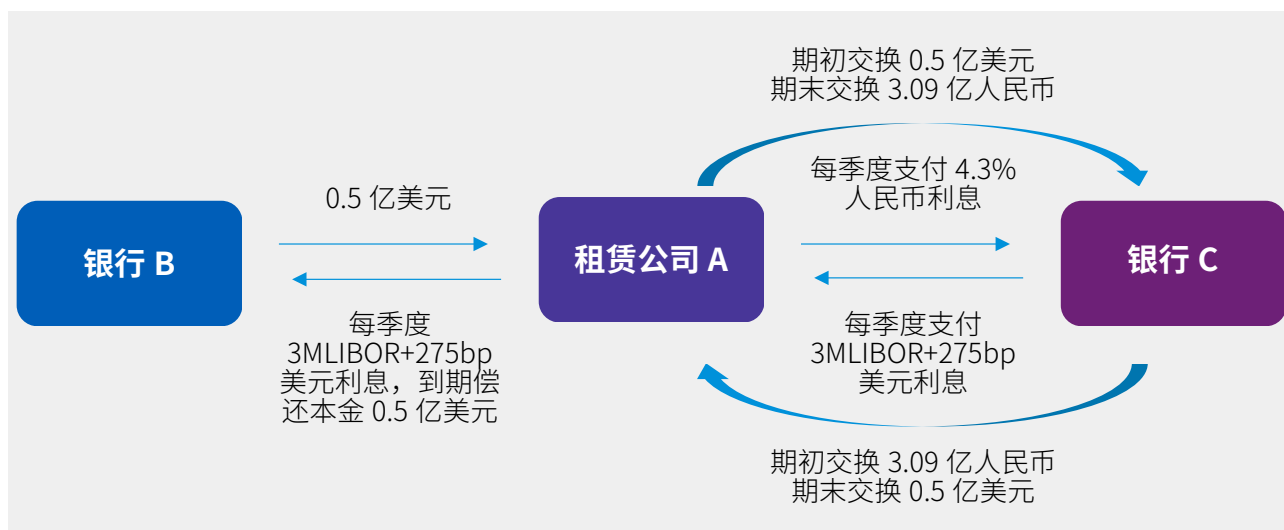 期初交换 0.5 亿美元
期末交换 3.09 亿人民币
0.5 亿美元
每季度支付 4.3%
人民币利息
银行 B
租赁公司 A
银行 C
每季度
3MLIBOR+275bp
美元利息，到期偿
还本金 0.5 亿美元
每季度支付
3MLIBOR+275bp
美元利息
期初交换 3.09 亿人民币
期末交换 0.5 亿美元